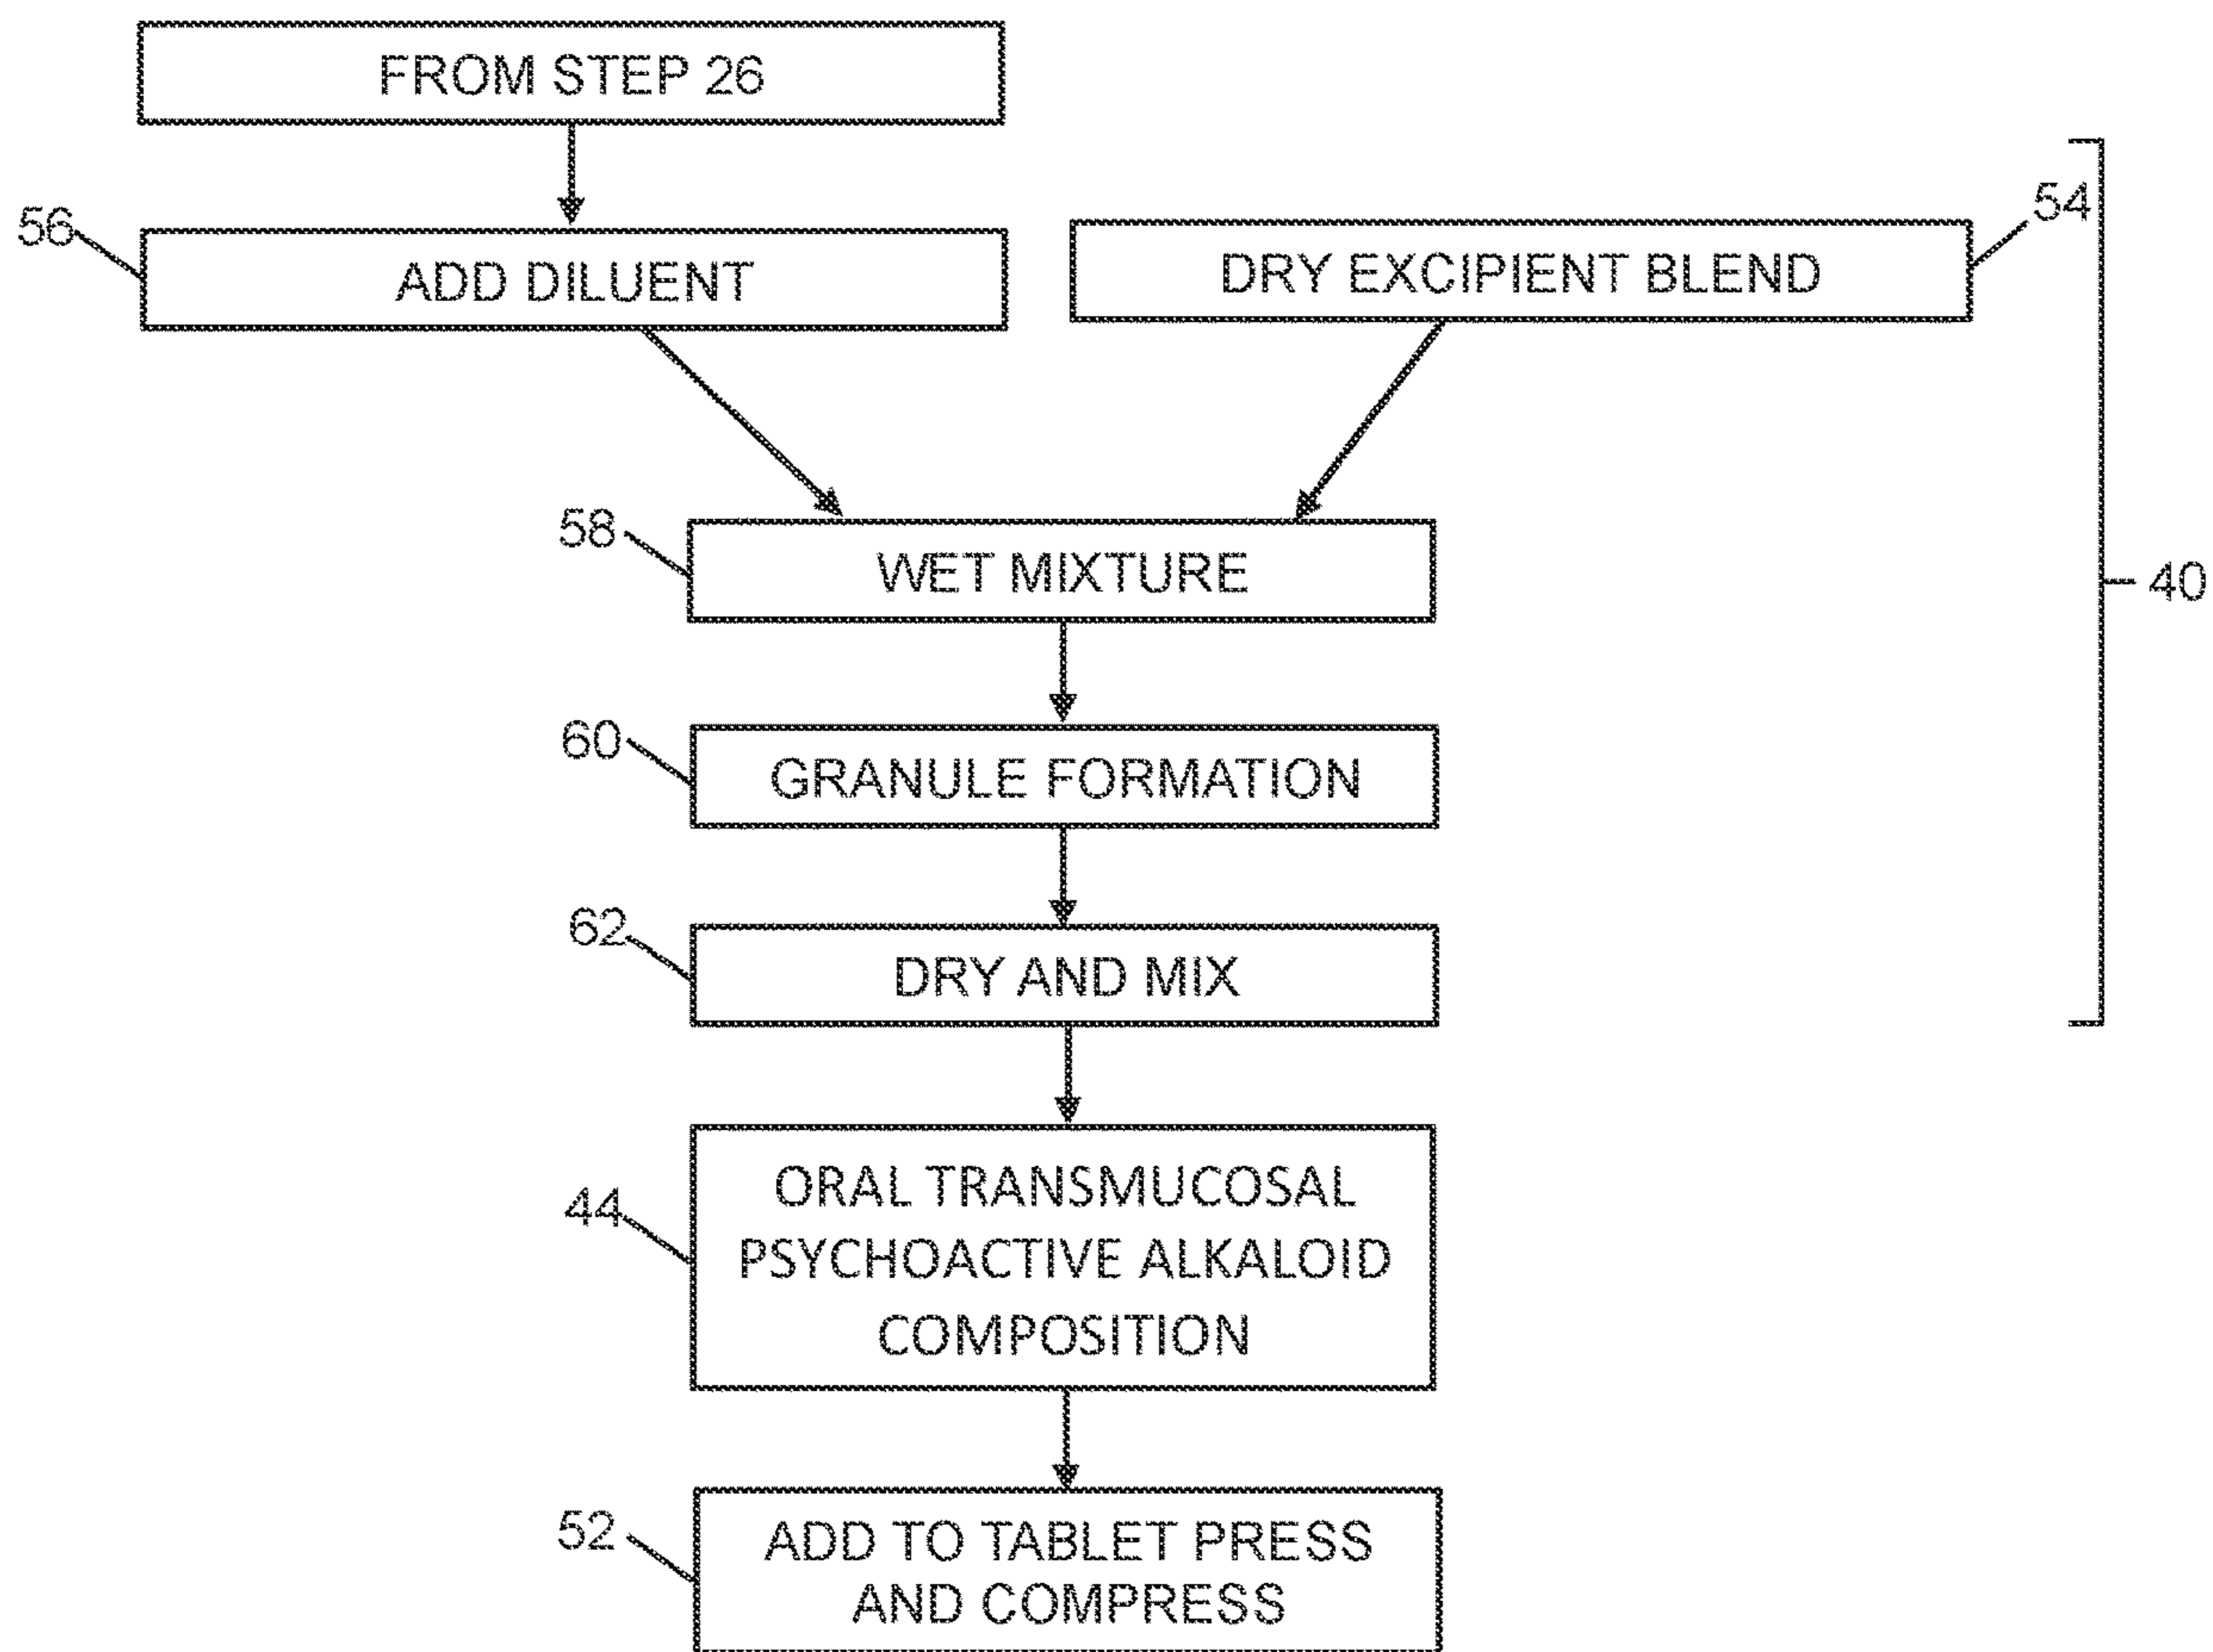 FROM STEP 26
56
ADD DILUENT
DRY EXCIPIENT BLEND
54
58
WET MIXTURE
40
60
GRANULE FORMATION
62
DRY AND MIX
44
ORAL TRANSMUCOSAL
PSYCHOACTIVE ALKALOID
COMPOSITION
52
ADD TO TABLET PRESS
AND COMPRESS